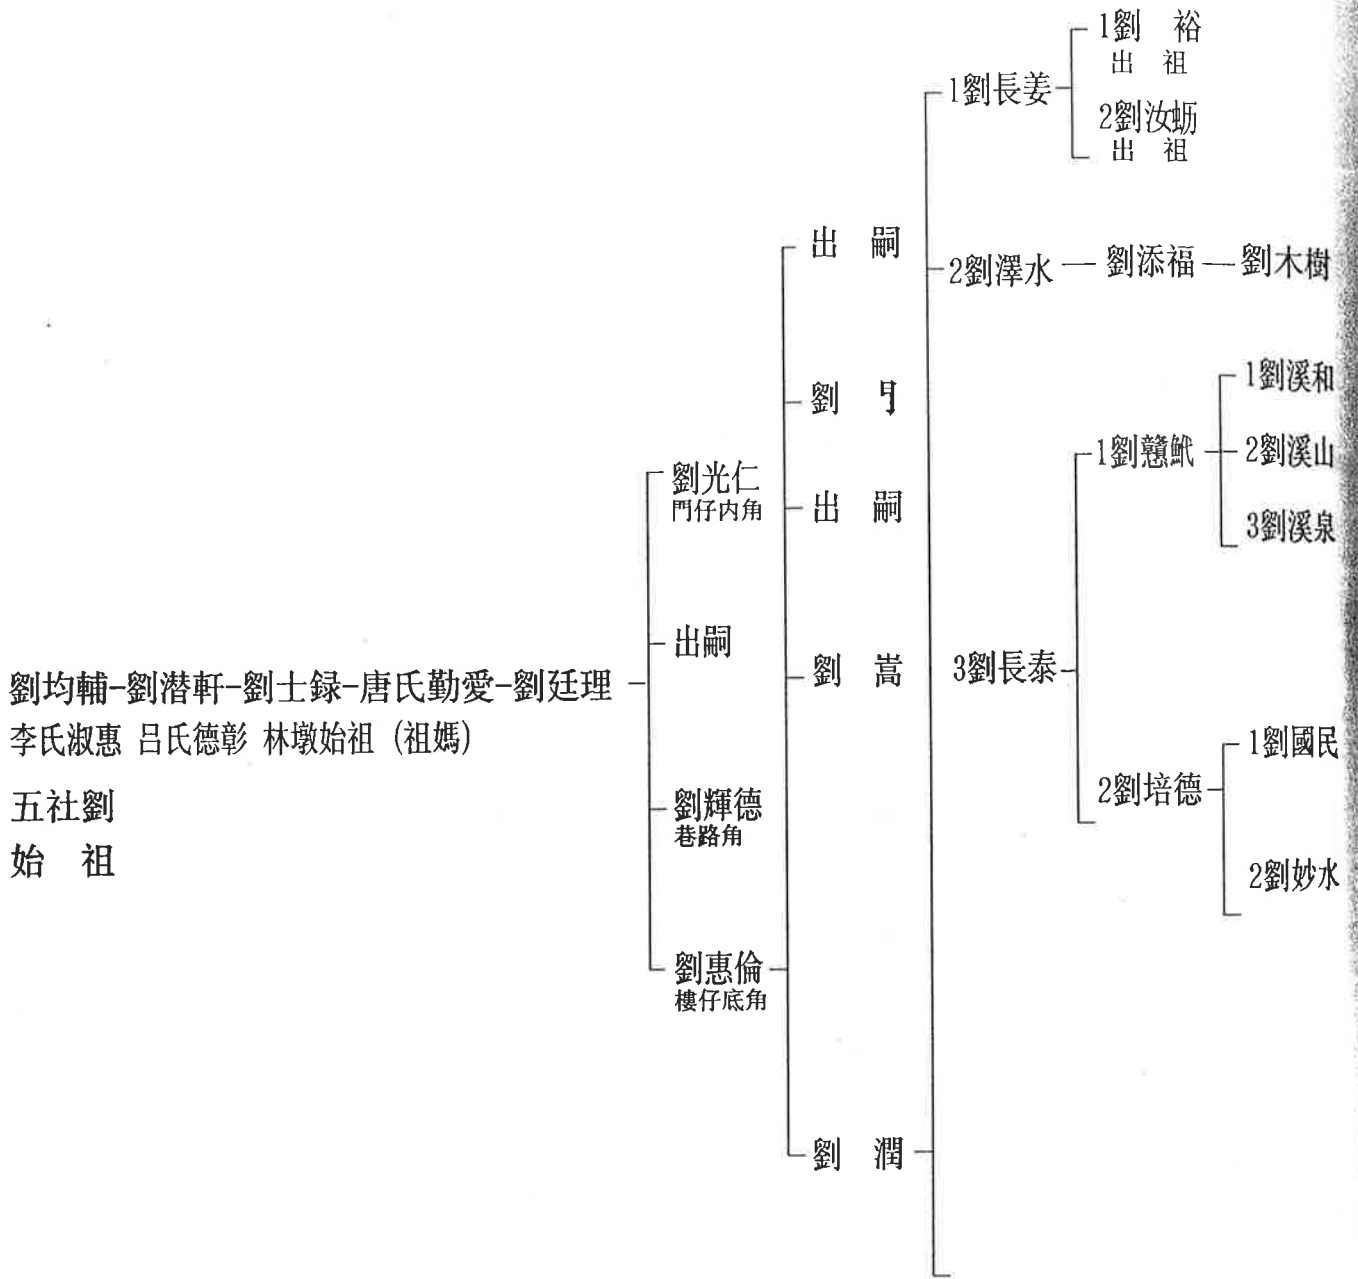 劉均輔-劉潛軒-劉士録-唐氏勤愛-劉廷理
李氏淑惠 呂氏德彰 林墩始祖 (祖媽)
五社劉
始 祖
劉光仁
門仔内角
出嗣
劉輝德
巷路角
劉惠倫
樓仔底角
出 嗣
劉
出 嗣
劉 嵩
劉 潤
1劉長姜
1劉 裕
出 祖
2劉汝蛎
出 祖
2劉澤水 — 劉添福 — 劉木樹
3劉長泰
1劉戇
1劉溪和
2劉溪山
3劉溪泉
2劉培德
1劉國民
2劉妙水